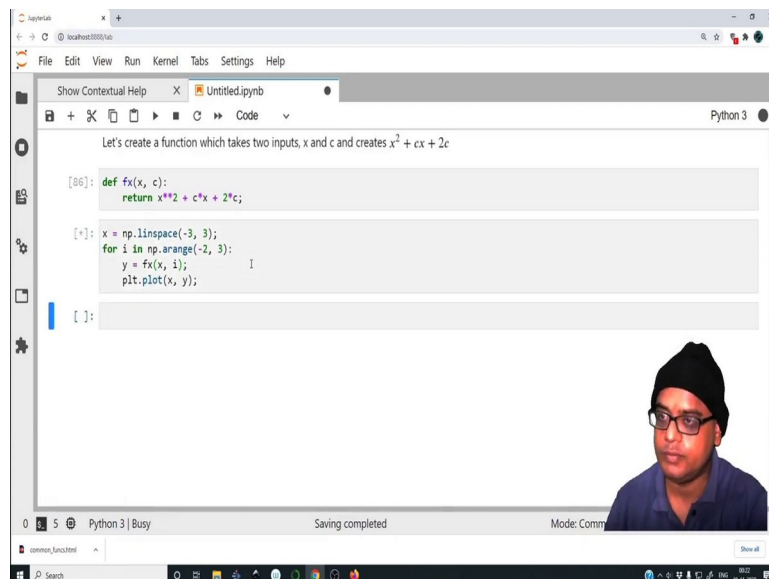 JupyterLab
localhost:8888/lab
File Edit View Run Kernel Tabs Settings Help
Show Contextual Help Untitled.ipynb
Code Python 3
Let's create a function which takes two inputs, x and c and creates x² + cx + 2c
[86]: def fx(x, c):
return x**2 + c*x + 2*c;
[*]: x = np.linspace(-3, 3);
for i in np.arange(-2, 3):
y = fx(x, i);
plt.plot(x, y);
[ ]:
0 5 Python 3 | Busy Saving completed Mode: Comm
common_funcs.html Show all
Search ENG 00:22